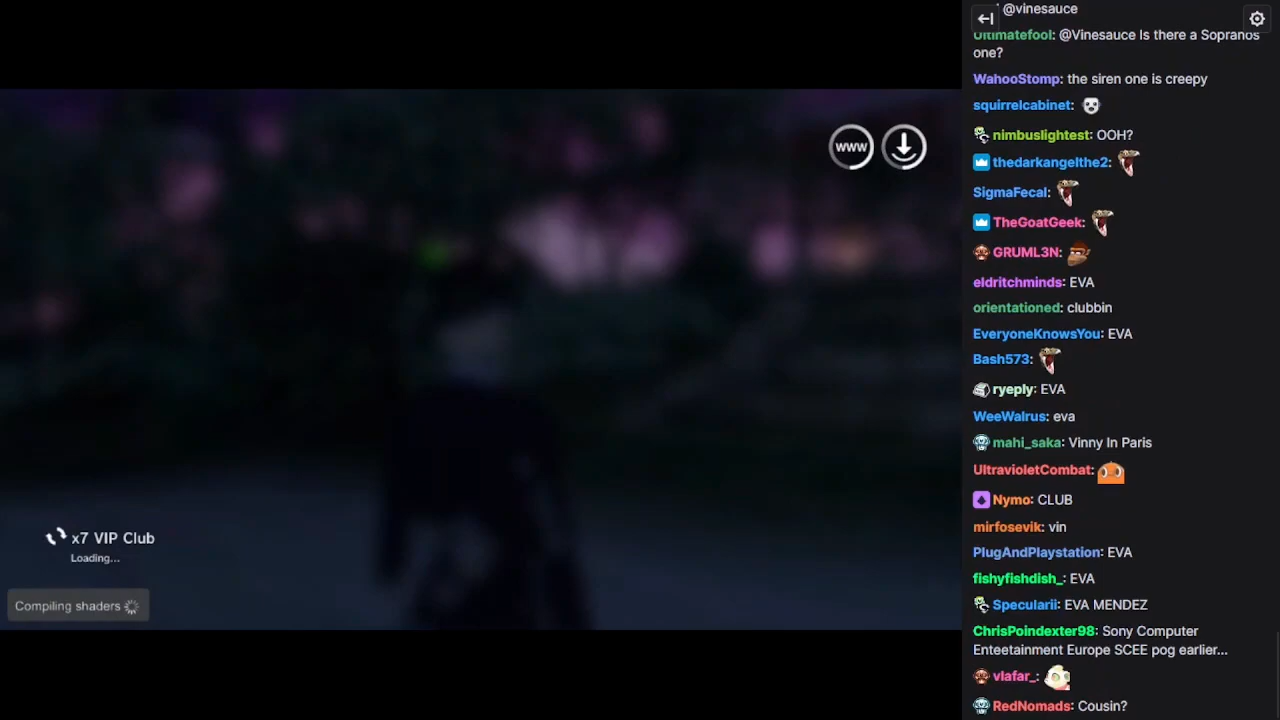 @vinesauce
Ultimatefool: @Vinesauce Is there a Sopranos
one?
WahooStomp: the siren one is creepy
squirrelcabinet:
nimbuslightest: OOH?
thedarkangelthe2:
SigmaFecal:
TheGoatGeek:
GRUML3N:
eldritchminds: EVA
orientationed: clubbin
EveryoneKnowsYou: EVA
Bash573:
ryeply: EVA
WeeWalrus: eva
mahi_saka: Vinny In Paris
UltravioletCombat:
Nymo: CLUB
mirfosevik: vin
PlugAndPlaystation: EVA
fishyfishdish_: EVA
Specularii: EVA MENDEZ
ChrisPoindexter98: Sony Computer
Enteetainment Europe SCEE pog earlier...
vlafar_:
RedNomads: Cousin?
www
x7 VIP Club
Loading...
Compiling shaders